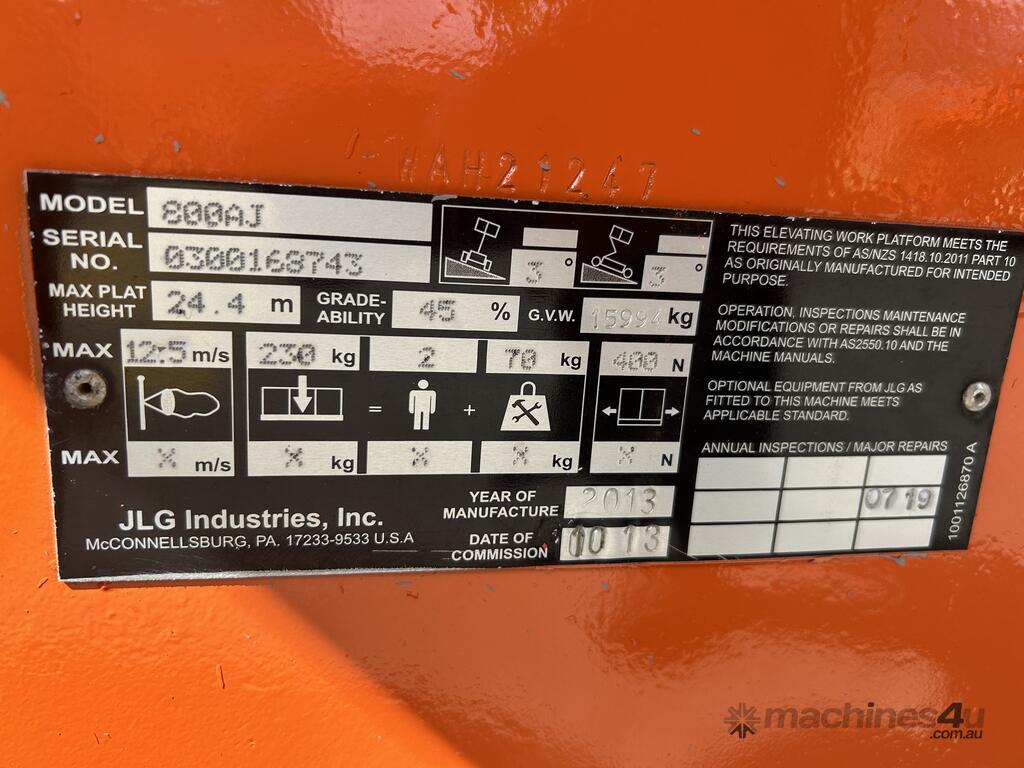 WAH21247
MODEL 800AJ
SERIAL NO. 0300168743
MAX PLAT HEIGHT 24.4 m
GRADE-ABILITY 45 %
5 °
3 °
G.V.W. 15994 kg
MAX 12.5 m/s 230 kg 2 70 kg 400 N
= +
MAX X m/s X kg X X kg X N
JLG Industries, Inc.
McCONNELLSBURG, PA. 17233-9533 U.S.A
YEAR OF MANUFACTURE 2013
DATE OF COMMISSION 10 13
THIS ELEVATING WORK PLATFORM MEETS THE
REQUIREMENTS OF AS/NZS 1418.10.2011 PART 10
AS ORIGINALLY MANUFACTURED FOR INTENDED
PURPOSE.
OPERATION, INSPECTIONS MAINTENANCE
MODIFICATIONS OR REPAIRS SHALL BE IN
ACCORDANCE WITH AS2550.10 AND THE
MACHINE MANUALS.
OPTIONAL EQUIPMENT FROM JLG AS
FITTED TO THIS MACHINE MEETS
APPLICABLE STANDARD.
ANNUAL INSPECTIONS / MAJOR REPAIRS
07 19
1001126870 A
machines4u
.com.au